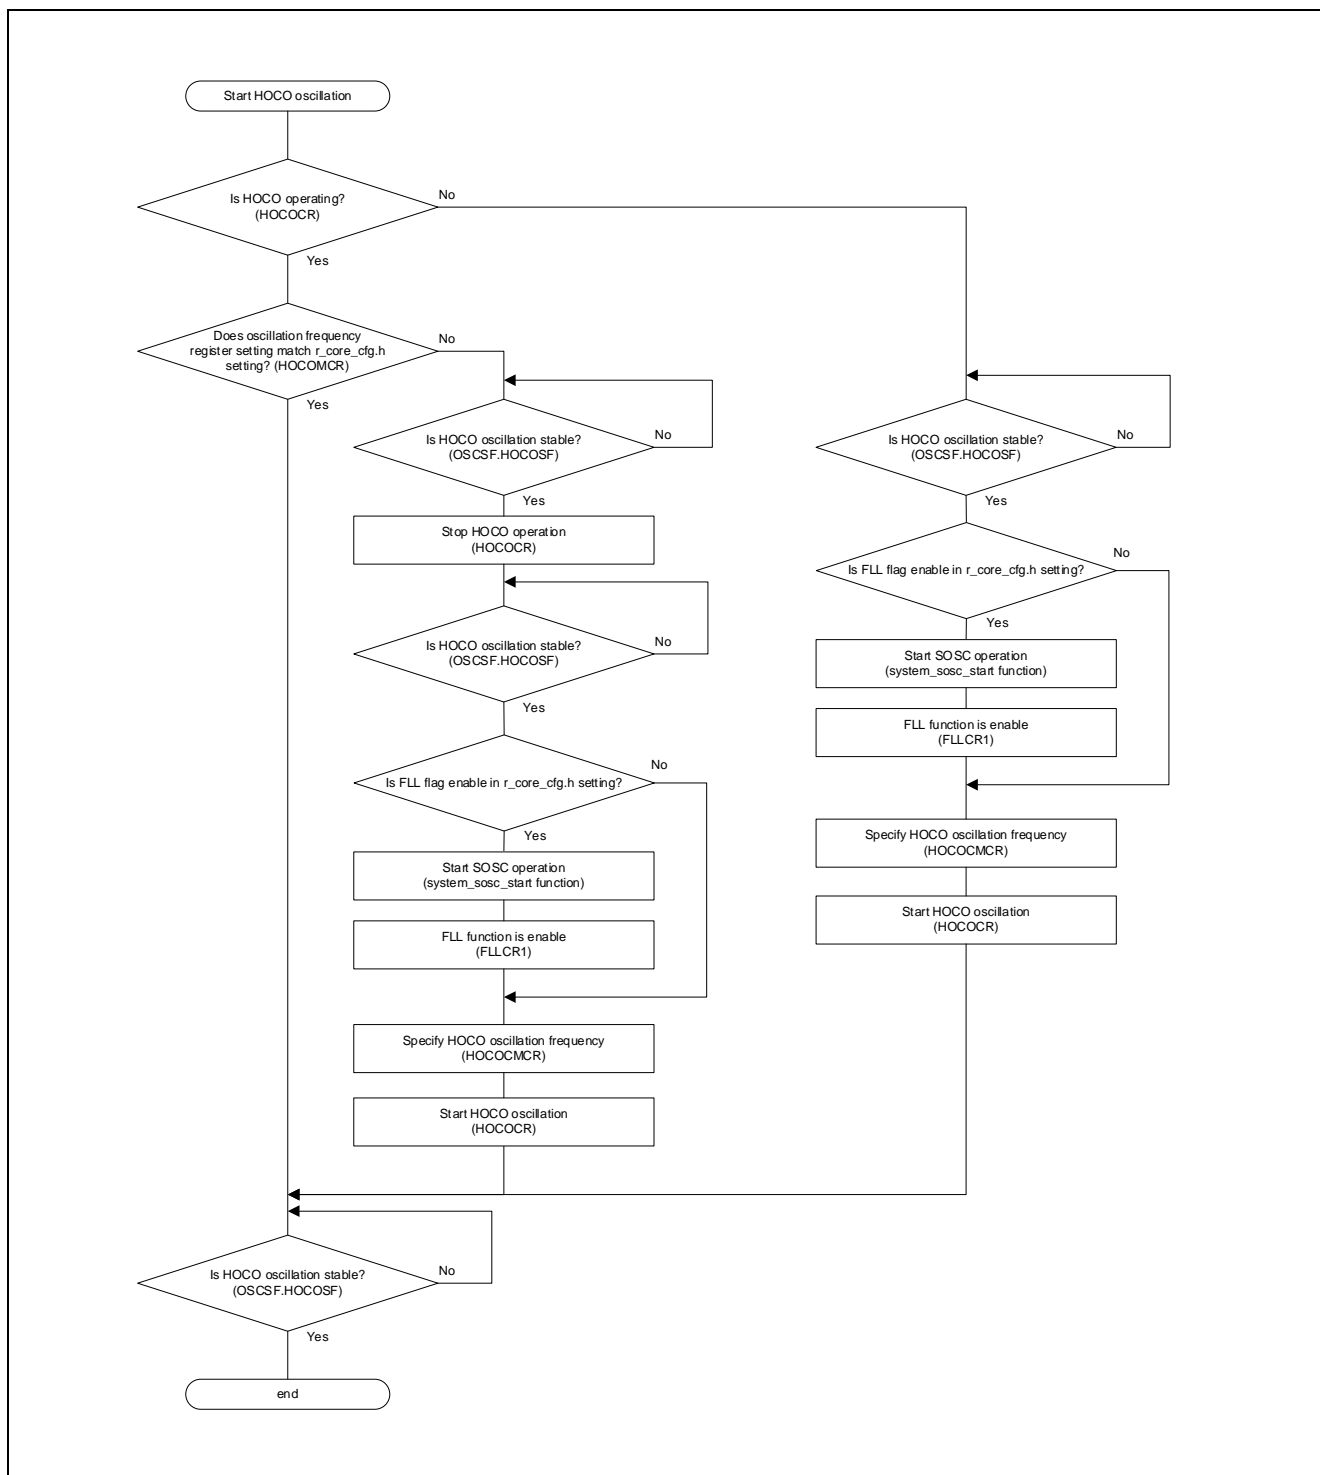 Start HOCO oscillation
Is HOCO operating?
(HOCOCR)
No
Yes
Does oscillation frequency
register setting match r_core_cfg.h
setting? (HOCOMCR)
No
Yes
Is HOCO oscillation stable?
(OSCSF.HOCOSF)
No
Yes
Stop HOCO operation
(HOCOCR)
Is HOCO oscillation stable?
(OSCSF.HOCOSF)
No
Yes
Is FLL flag enable in r_core_cfg.h setting?
No
Yes
Start SOSC operation
(system_sosc_start function)
FLL function is enable
(FLLCR1)
Specify HOCO oscillation frequency
(HOCOCMCR)
Start HOCO oscillation
(HOCOCR)
Is HOCO oscillation stable?
(OSCSF.HOCOSF)
No
Yes
Is FLL flag enable in r_core_cfg.h setting?
No
Yes
Start SOSC operation
(system_sosc_start function)
FLL function is enable
(FLLCR1)
Specify HOCO oscillation frequency
(HOCOCMCR)
Start HOCO oscillation
(HOCOCR)
Is HOCO oscillation stable?
(OSCSF.HOCOSF)
No
Yes
end